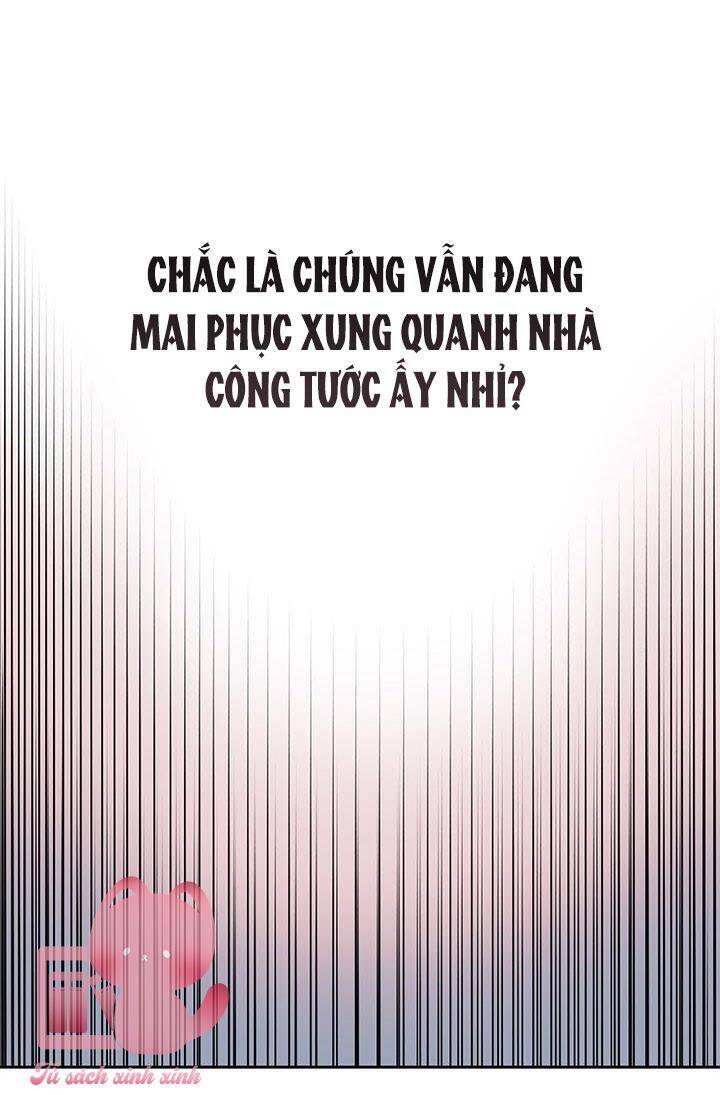 CHẮC LÀ CHÚNG VẪN ĐANG
MAI PHỤC XUNG QUANH NHÀ
CÔNG TƯỚC ẤY NHỈ?
Tủ sách xinh xinh